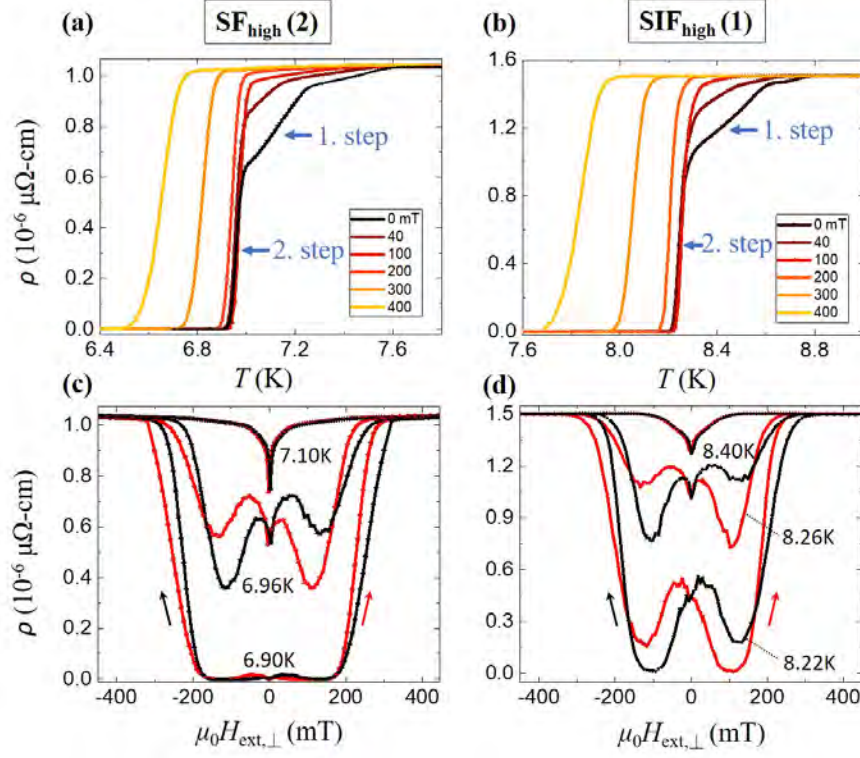 (a) SF_high (2)
ρ (10⁻⁶ μΩ-cm)
1.0
0.8
0.6
0.4
0.2
0.0
1. step
2. step
0 mT
40
100
200
300
400
6.4 6.8 7.2 7.6
T (K)
(b) SIF_high (1)
1.6
1.2
0.8
0.4
0.0
1. step
2. step
0 mT
40
100
200
300
400
7.6 8.0 8.4 8.8
T (K)
(c)
ρ (10⁻⁶ μΩ-cm)
1.0
0.8
0.6
0.4
0.2
0.0
7.10K
6.96K
6.90K
-400 -200 0 200 400
μ₀H_ext,⊥ (mT)
(d)
1.5
1.2
0.9
0.6
0.3
0.0
8.40K
8.26K
8.22K
-400 -200 0 200 400
μ₀H_ext,⊥ (mT)